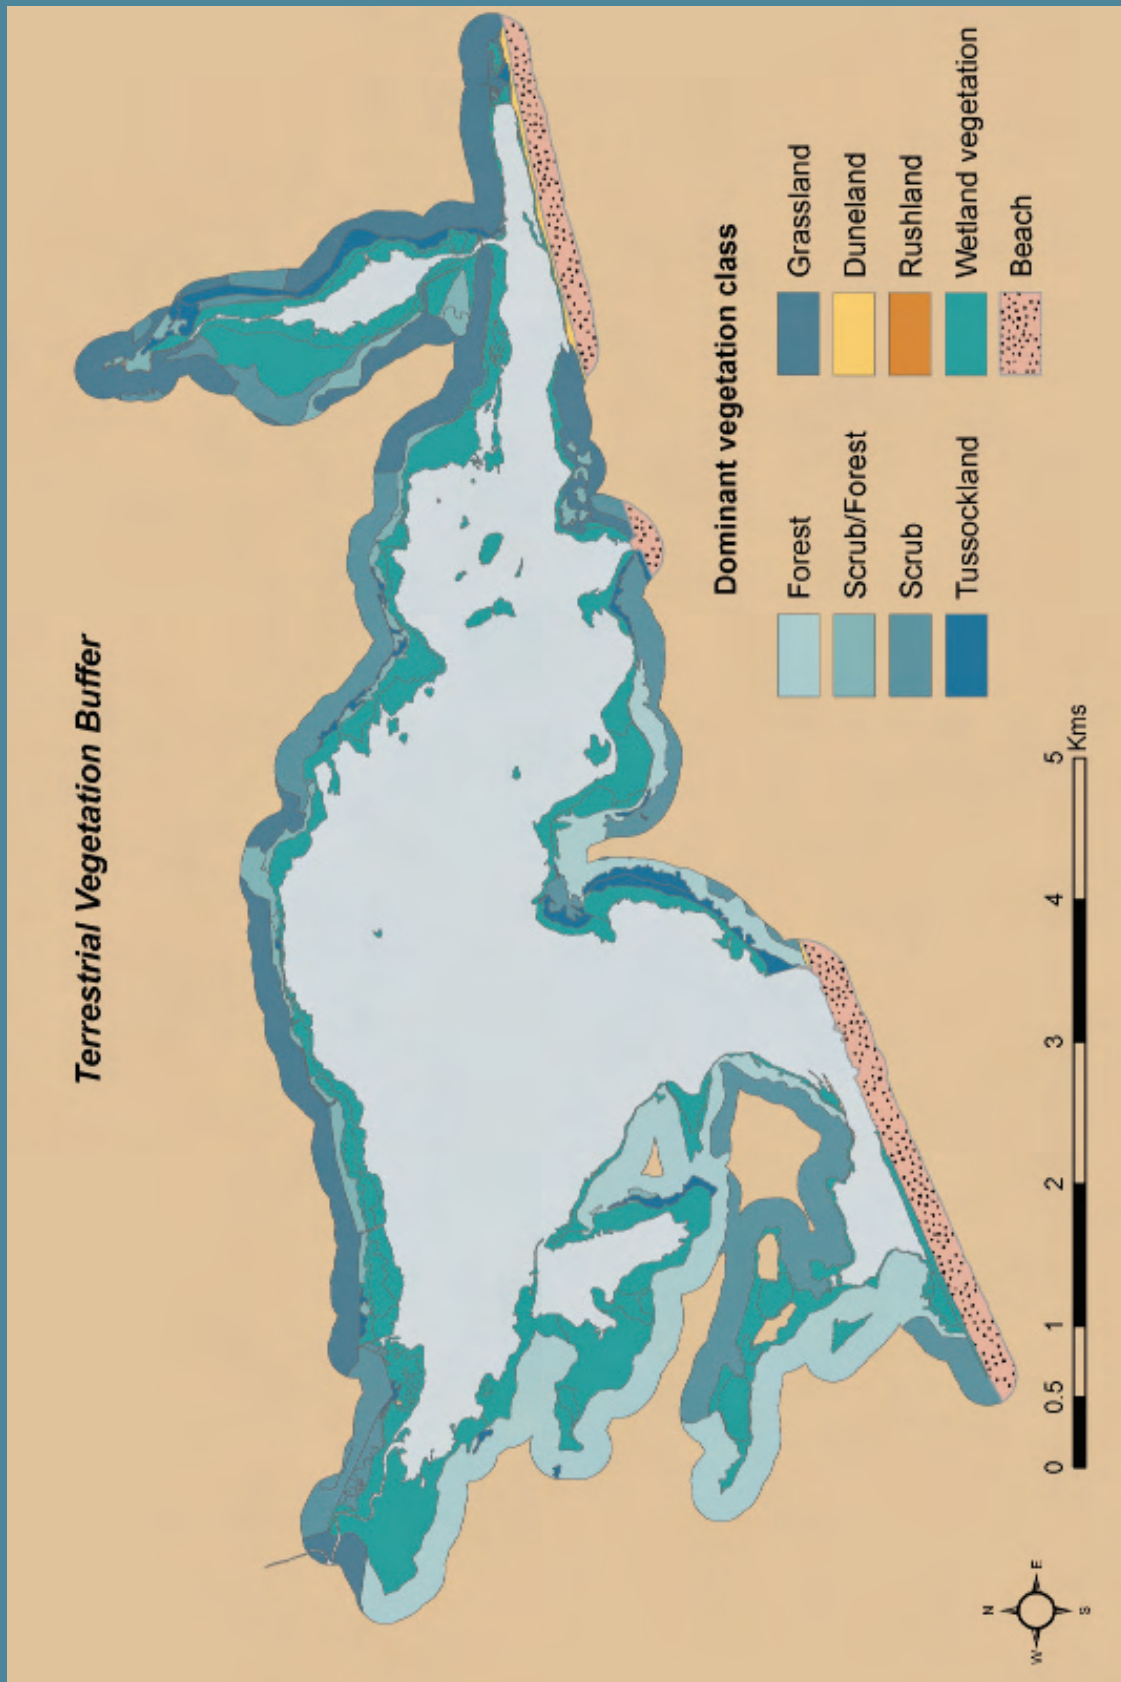 Terrestrial Vegetation Buffer
Dominant vegetation class
Forest
Scrub/Forest
Scrub
Tussockland
Grassland
Duneland
Rushland
Wetland vegetation
Beach
0 0.5 1 2 3 4 5
Kms
N
W E
S